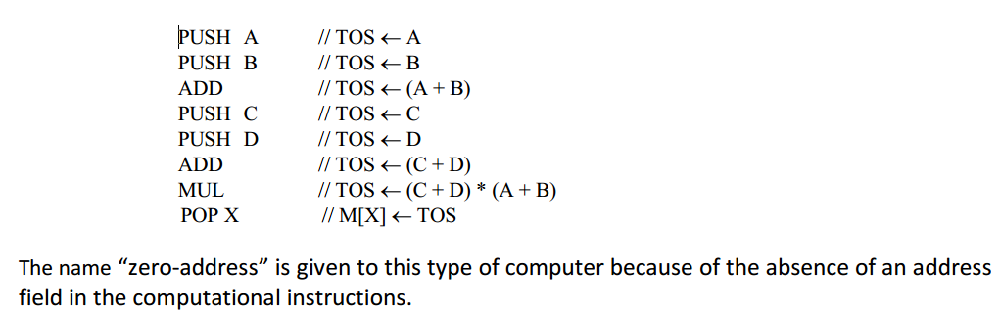 PUSH A // TOS ← A
PUSH B // TOS ← B
ADD // TOS ← (A + B)
PUSH C // TOS ← C
PUSH D // TOS ← D
ADD // TOS ← (C + D)
MUL // TOS ← (C + D) * (A + B)
POP X // M[X] ← TOS
The name “zero-address” is given to this type of computer because of the absence of an address
field in the computational instructions.